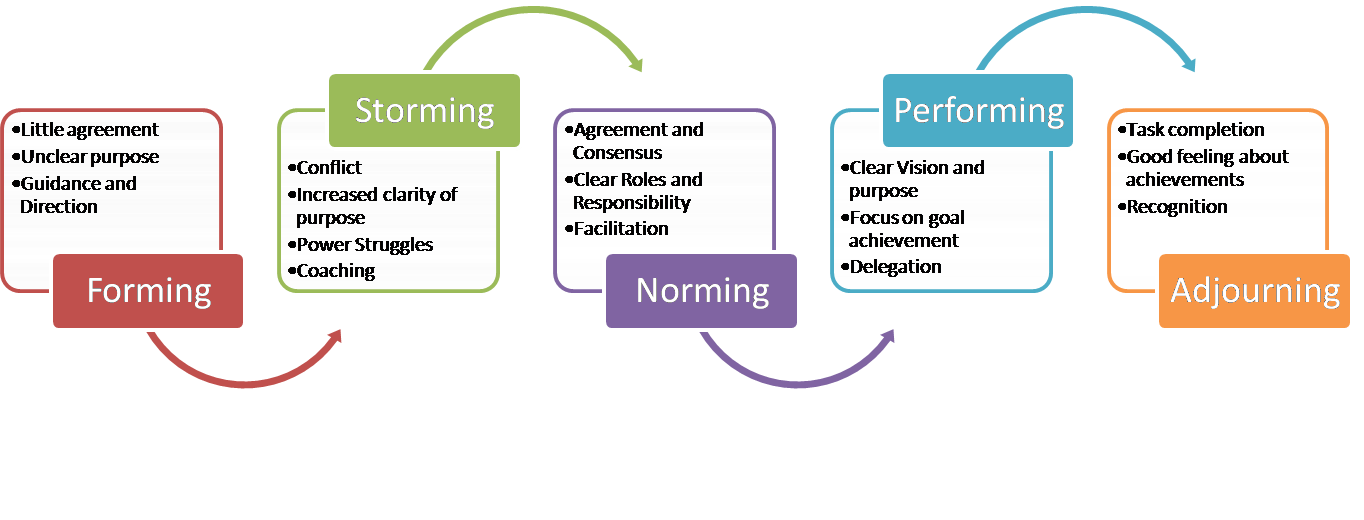 •Little agreement
•Unclear purpose
•Guidance and
Direction
Forming
Storming
•Conflict
•Increased clarity of
purpose
•Power Struggles
•Coaching
•Agreement and
Consensus
•Clear Roles and
Responsibility
•Facilitation
Norming
Performing
•Clear Vision and
purpose
•Focus on goal
achievement
•Delegation
•Task completion
•Good feeling about
achievements
•Recognition
Adjourning